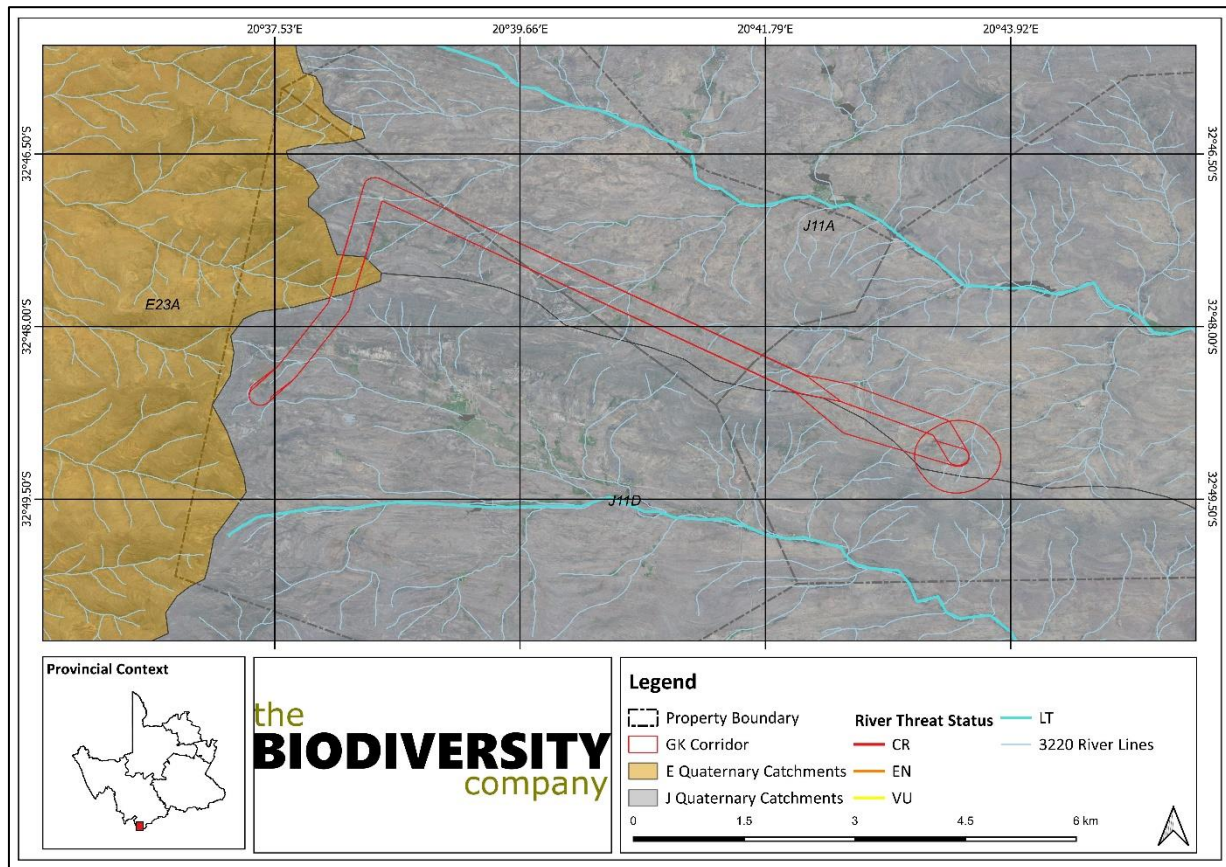 20°37.53'E 20°39.66'E 20°41.79'E 20°43.92'E
32°46.50'S 32°46.50'S
J11A
E23A
32°48.00'S 32°48.00'S
32°49.50'S 32°49.50'S
J11D
Provincial Context
the
BIODIVERSITY
company
Legend
Property Boundary
GK Corridor
E Quaternary Catchments
J Quaternary Catchments
River Threat Status
CR
EN
VU
LT
3220 River Lines
0 1.5 3 4.5 6 km